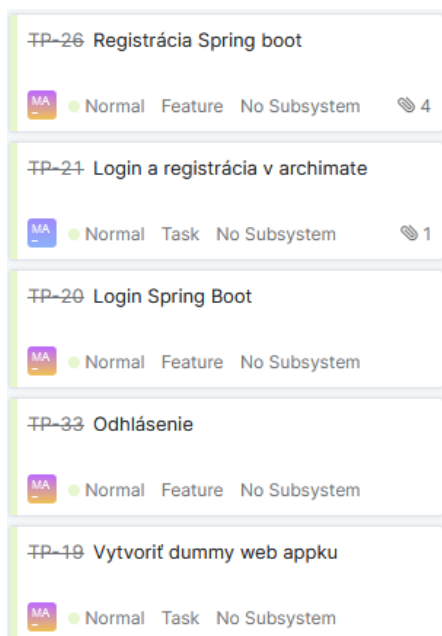 TP-26 Registrácia Spring boot
MA Normal Feature No Subsystem 4
TP-21 Login a registrácia v archimate
MA Normal Task No Subsystem 1
TP-20 Login Spring Boot
MA Normal Feature No Subsystem
TP-33 Odhlásenie
MA Normal Feature No Subsystem
TP-19 Vytvoriť dummy web appku
MA Normal Task No Subsystem